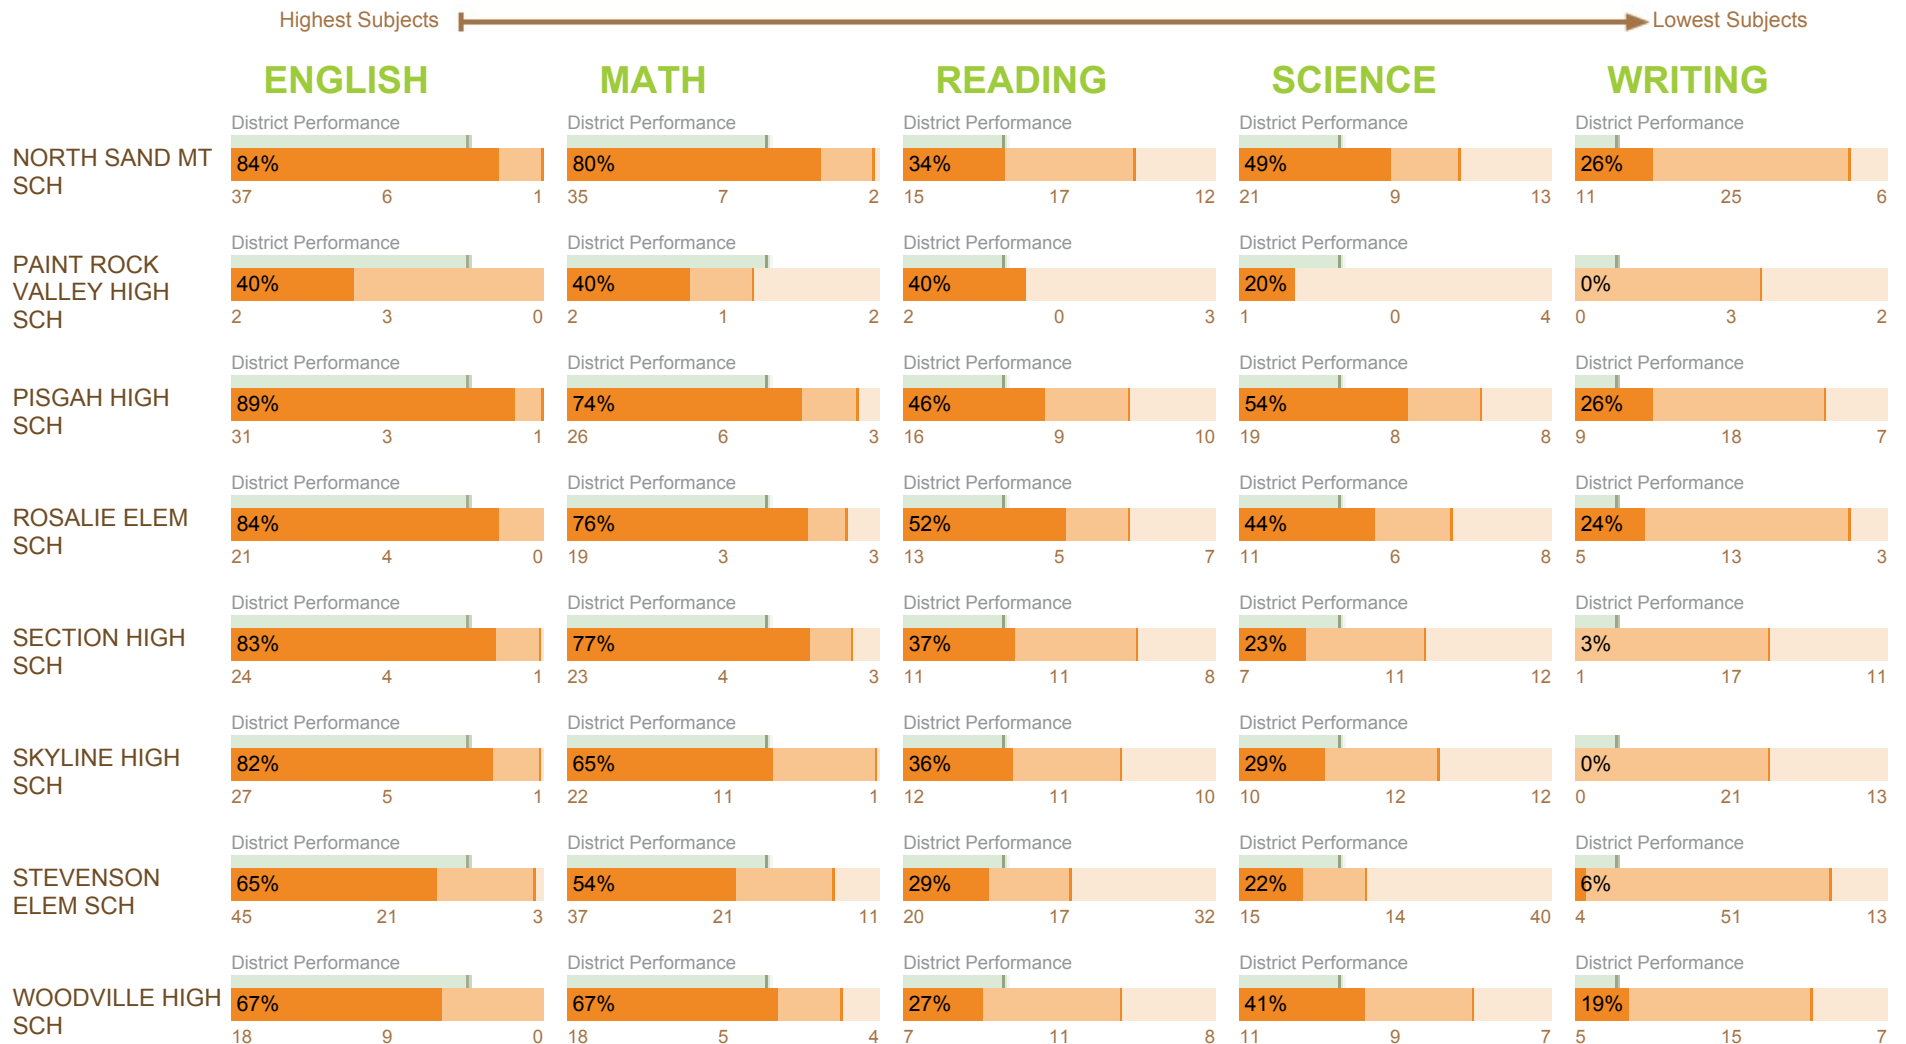 Highest Subjects Lowest Subjects
ENGLISH MATH READING SCIENCE WRITING
District Performance District Performance District Performance District Performance District Performance
NORTH SAND MT
SCH
84% 80% 34% 49% 26%
37 6 1 35 7 2 15 17 12 21 9 13 11 25 6
District Performance District Performance District Performance District Performance
PAINT ROCK
VALLEY HIGH
SCH
40% 40% 40% 20% 0%
2 3 0 2 1 2 2 0 3 1 0 4 0 3 2
District Performance District Performance District Performance District Performance District Performance
PISGAH HIGH
SCH
89% 74% 46% 54% 26%
31 3 1 26 6 3 16 9 10 19 8 8 9 18 7
District Performance District Performance District Performance District Performance District Performance
ROSALIE ELEM
SCH
84% 76% 52% 44% 24%
21 4 0 19 3 3 13 5 7 11 6 8 5 13 3
District Performance District Performance District Performance District Performance District Performance
SECTION HIGH
SCH
83% 77% 37% 23% 3%
24 4 1 23 4 3 11 11 8 7 11 12 1 17 11
District Performance District Performance District Performance District Performance
SKYLINE HIGH
SCH
82% 65% 36% 29% 0%
27 5 1 22 11 1 12 11 10 10 12 12 0 21 13
District Performance District Performance District Performance District Performance District Performance
STEVENSON
ELEM SCH
65% 54% 29% 22% 6%
45 21 3 37 21 11 20 17 32 15 14 40 4 51 13
District Performance District Performance District Performance District Performance District Performance
WOODVILLE HIGH
SCH
67% 67% 27% 41% 19%
18 9 0 18 5 4 7 11 8 11 9 7 5 15 7